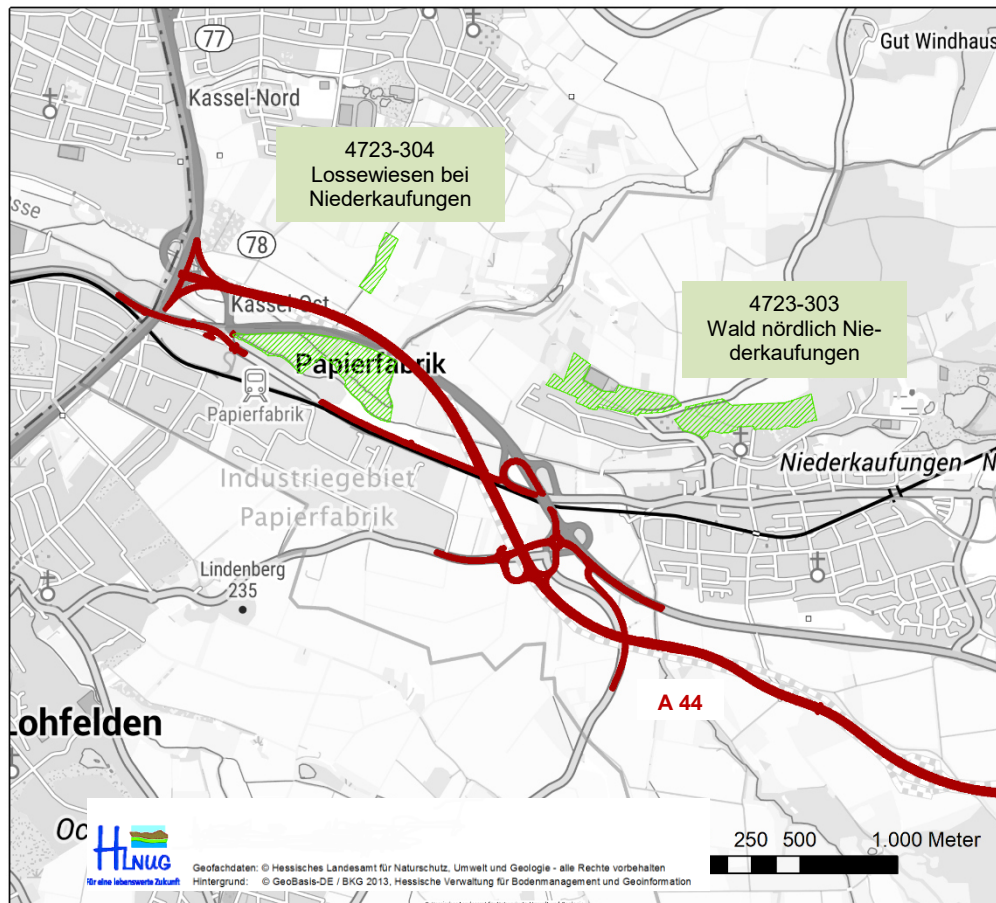 77
Gut Windhaus
Kassel-Nord
4723-304
Lossewiesen bei
Niederkaufungen
78
Kassel-Ost
4723-303
Wald nördlich Nie-
derkaufungen
Papierfabrik
Papierfabrik
Industriegebiet
Papierfabrik
Niederkaufungen
N
Lindenberg
235
A 44
Lohfelden
Oc
HLNUG
Für eine lebenswerte Zukunft
Geofachdaten: © Hessisches Landesamt für Naturschutz, Umwelt und Geologie - alle Rechte vorbehalten
Hintergrund: © GeoBasis-DE / BKG 2013, Hessische Verwaltung für Bodenmanagement und Geoinformation
250 500 1.000 Meter